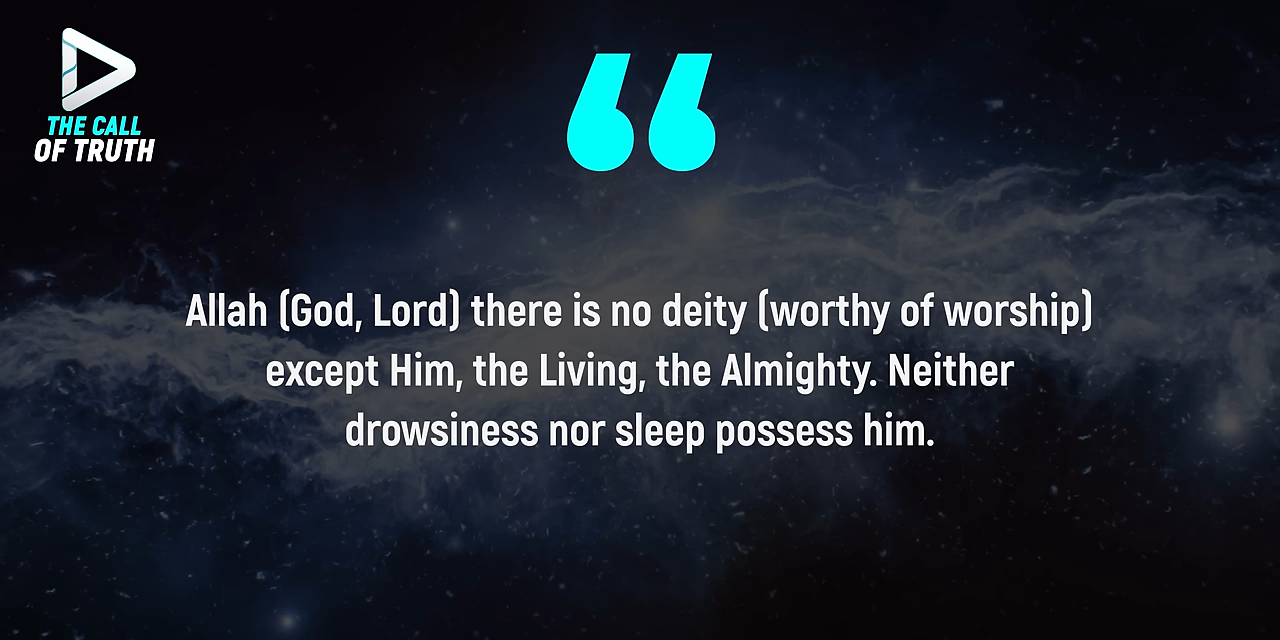 THE CALL
OF TRUTH
“
Allah (God, Lord) there is no deity (worthy of worship)
except Him, the Living, the Almighty. Neither
drowsiness nor sleep possess him.